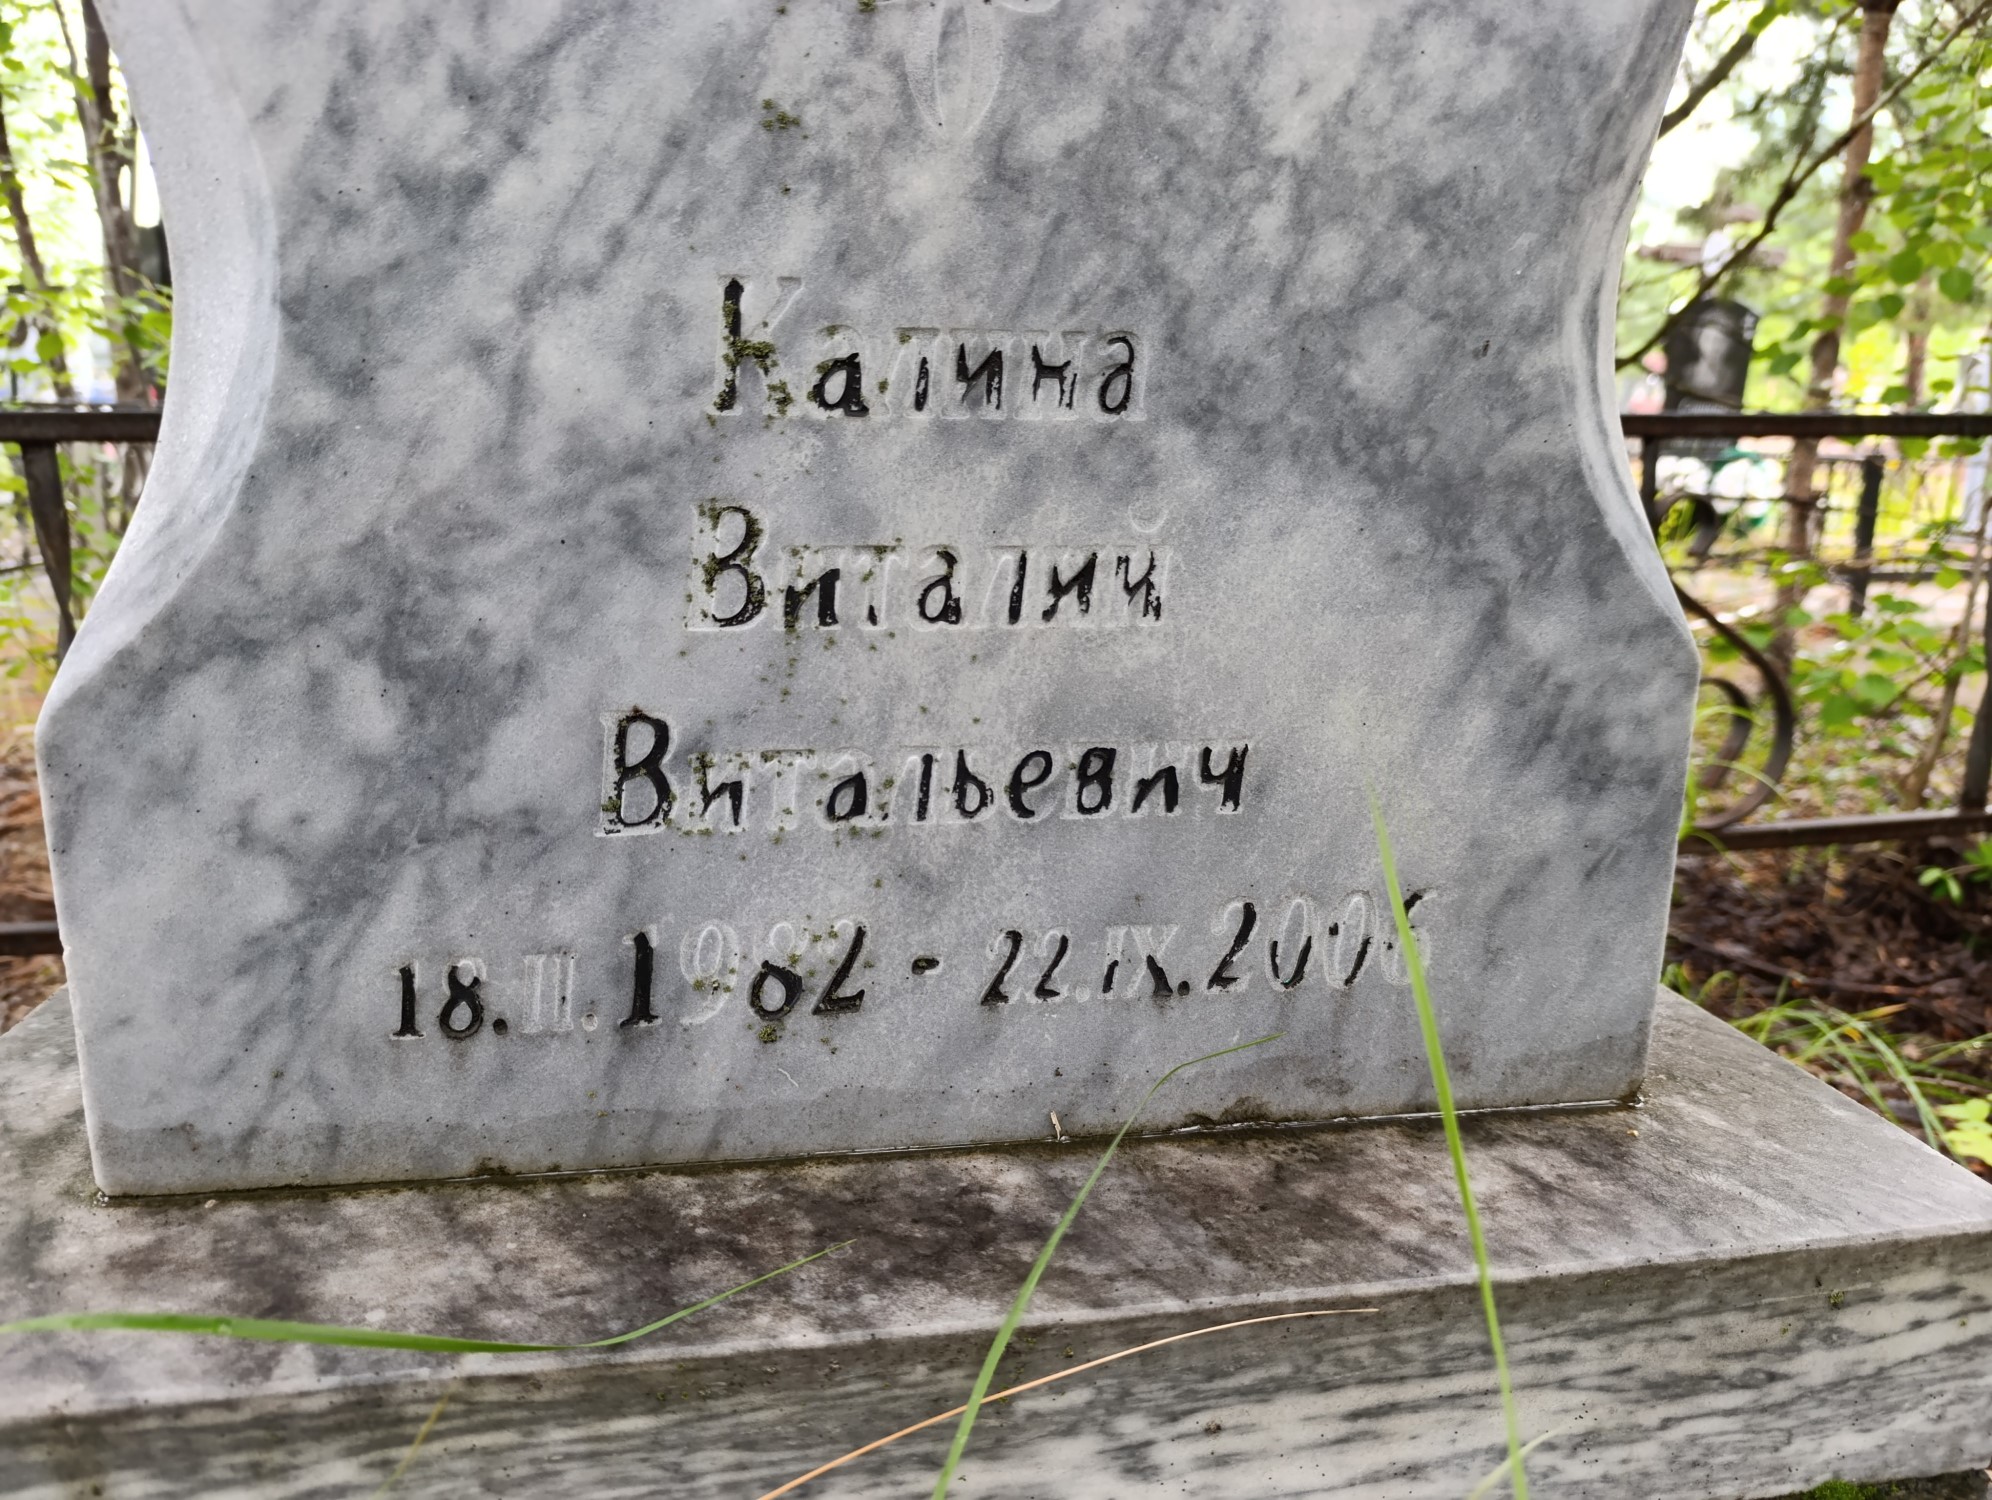 Калина
Виталий
Витальевич
18.II.1982 - 22.IX.2006